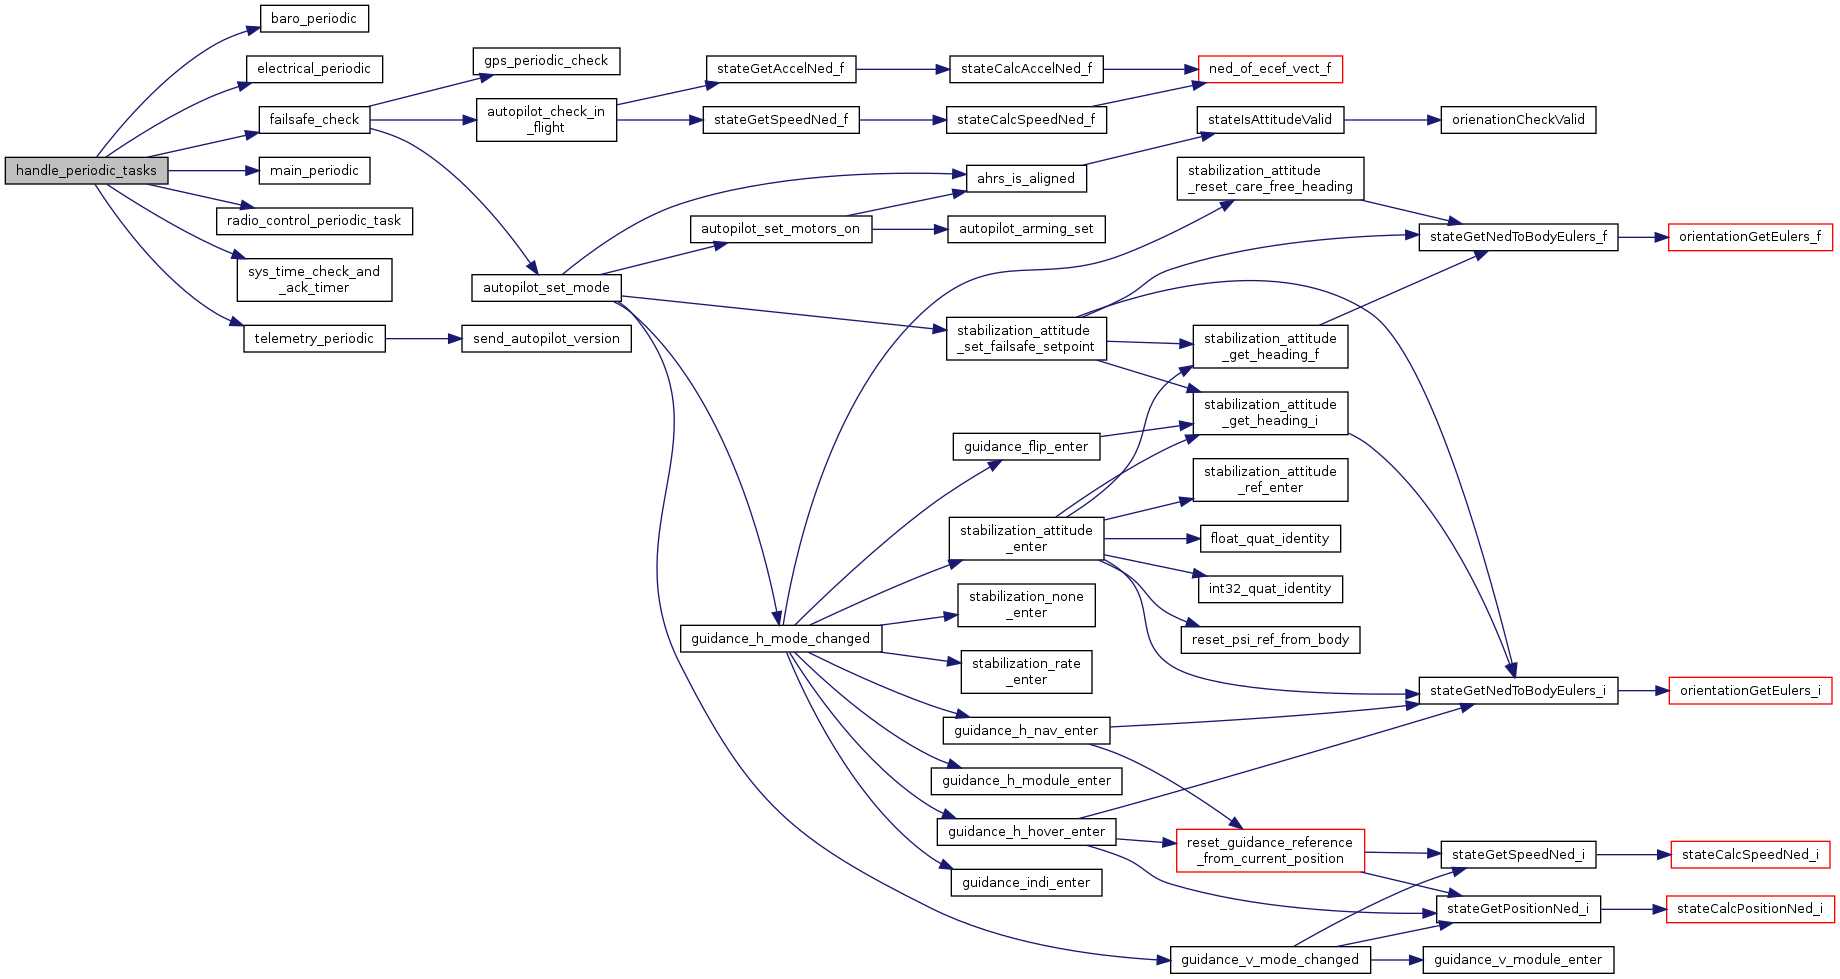 baro_periodic
electrical_periodic
failsafe_check
handle_periodic_tasks
main_periodic
radio_control_periodic_task
sys_time_check_and
_ack_timer
telemetry_periodic
gps_periodic_check
autopilot_check_in
_flight
autopilot_set_mode
send_autopilot_version
stateGetAccelNed_f
stateGetSpeedNed_f
autopilot_set_motors_on
guidance_h_mode_changed
stateCalcAccelNed_f
stateCalcSpeedNed_f
ahrs_is_aligned
autopilot_arming_set
stabilization_attitude
_set_failsafe_setpoint
guidance_flip_enter
stabilization_attitude
_enter
stabilization_none
_enter
stabilization_rate
_enter
guidance_h_nav_enter
guidance_h_module_enter
guidance_h_hover_enter
guidance_indi_enter
ned_of_ecef_vect_f
stateIsAttitudeValid
stabilization_attitude
_reset_care_free_heading
stabilization_attitude
_get_heading_f
stabilization_attitude
_get_heading_i
stabilization_attitude
_ref_enter
float_quat_identity
int32_quat_identity
reset_psi_ref_from_body
reset_guidance_reference
_from_current_position
guidance_v_mode_changed
orienationCheckValid
stateGetNedToBodyEulers_f
stateGetNedToBodyEulers_i
stateGetSpeedNed_i
stateGetPositionNed_i
guidance_v_module_enter
orientationGetEulers_f
orientationGetEulers_i
stateCalcSpeedNed_i
stateCalcPositionNed_i